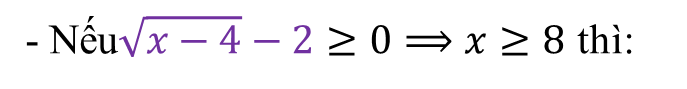 - Nếu√x − 4 − 2 ≥ 0 ⟹ x ≥ 8 thì: